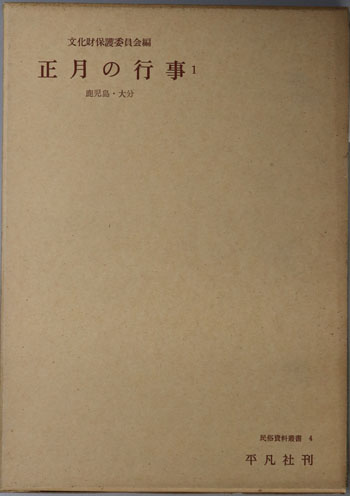 文化財保護委員会編
正月の行事 1
鹿児島・大分
民俗資料叢書 4
平凡社刊